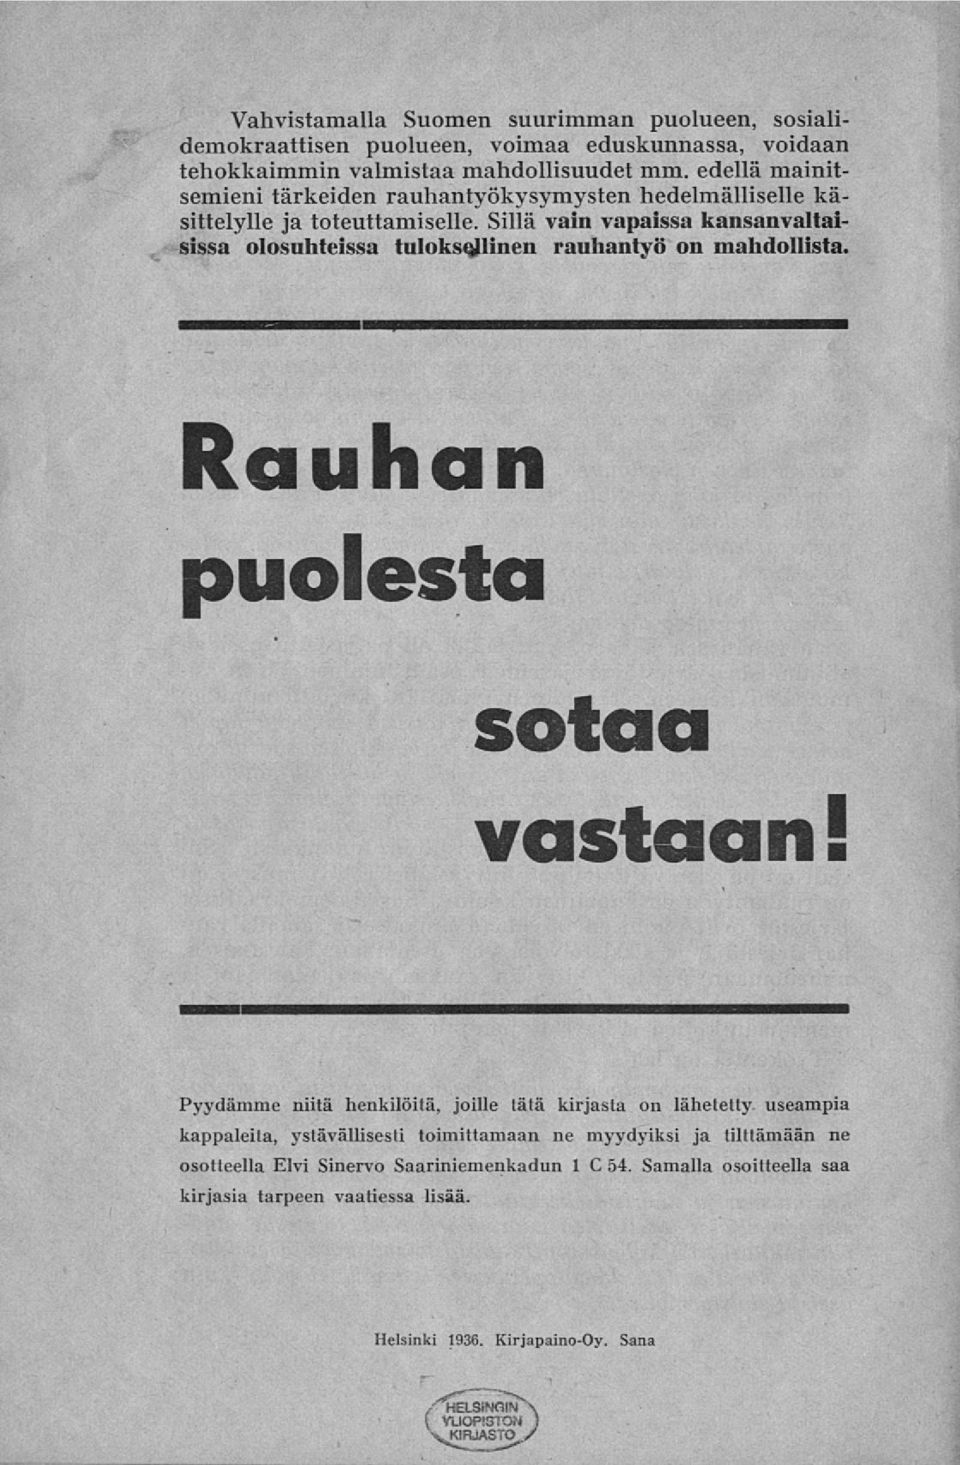 Vahvistamalla Suomen suurimman puolueen, sosiali-
demokraattisen puolueen, voimaa eduskunnassa, voidaan
tehokkaimmin valmistaa mahdollisuudet mm. edellä mainit-
semieni tärkeiden rauhantyökysymysten hedelmälliselle kä-
sittelylle ja toteuttamiselle. Sillä vain vapaissa kansanvaltai-
sissa olosuhteissa tuloksellinen rauhantyö on mahdollista.
Rauhan
puolesta
sotaa
vastaan!
Pyydämme niitä henkilöitä, joille tätä kirjasta on lähetetty useampia
kappaleita, ystävällisesti toimittamaan ne myydyiksi ja tilttämään ne
osotteella Elvi Sinervo Saariniemenkadun 1 C 54. Samalla osoitteella saa
kirjasia tarpeen vaatiessa lisää.
Helsinki 1936. Kirjapaino-Oy. Sana
HELSINGIN
YLIOPISTON
KIRJASTO